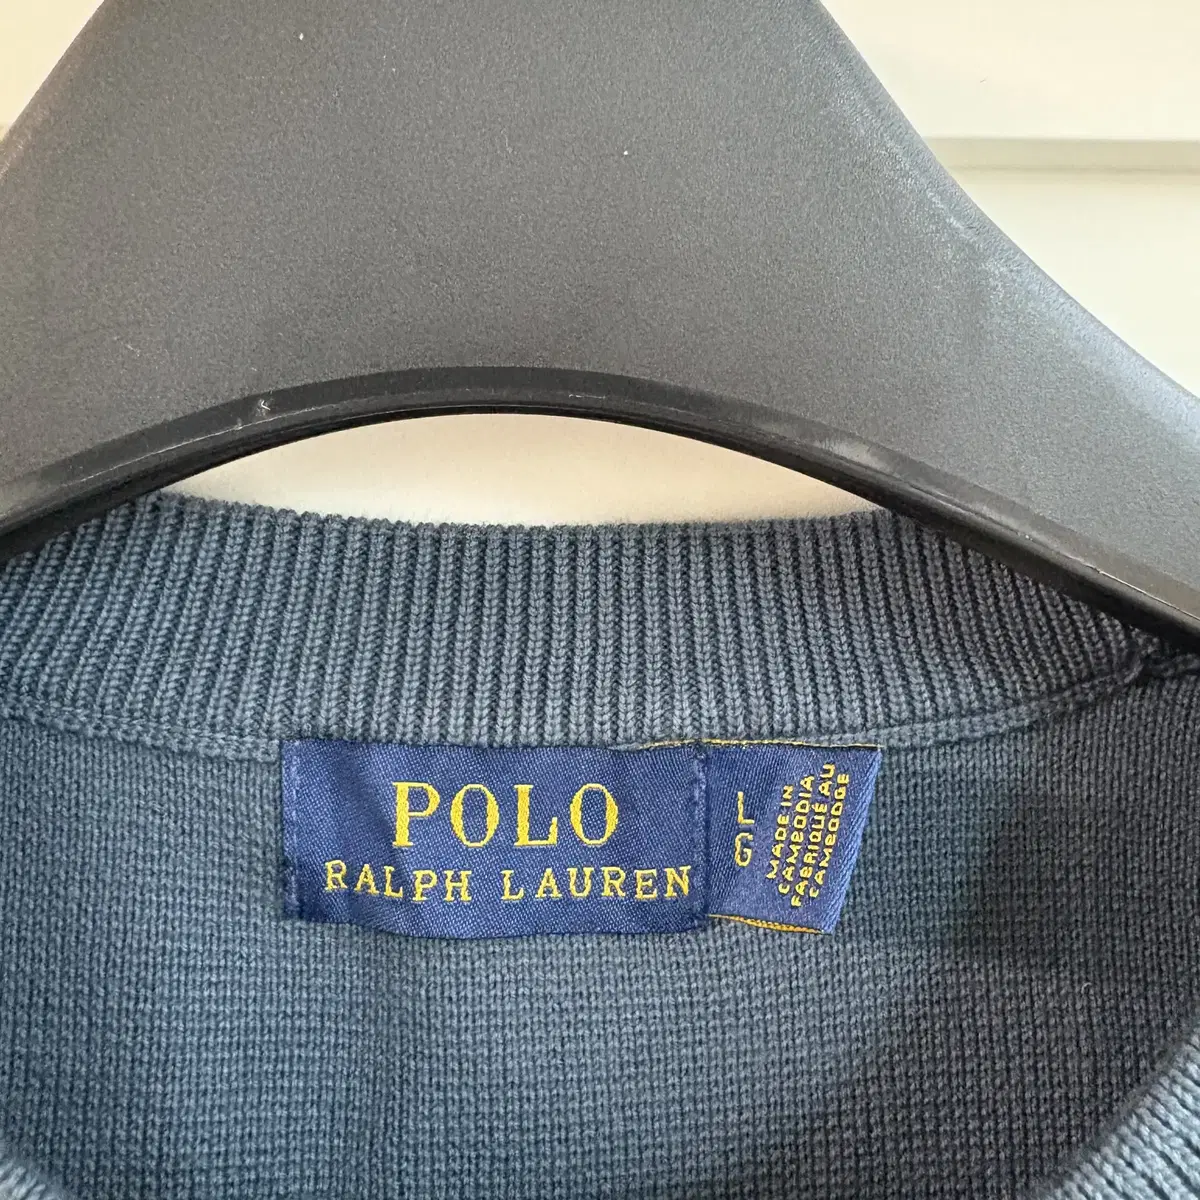 POLO
RALPH LAUREN
L
G
MADE IN
CAMBODIA
FABRIQUÉ AU
CAMBODGE